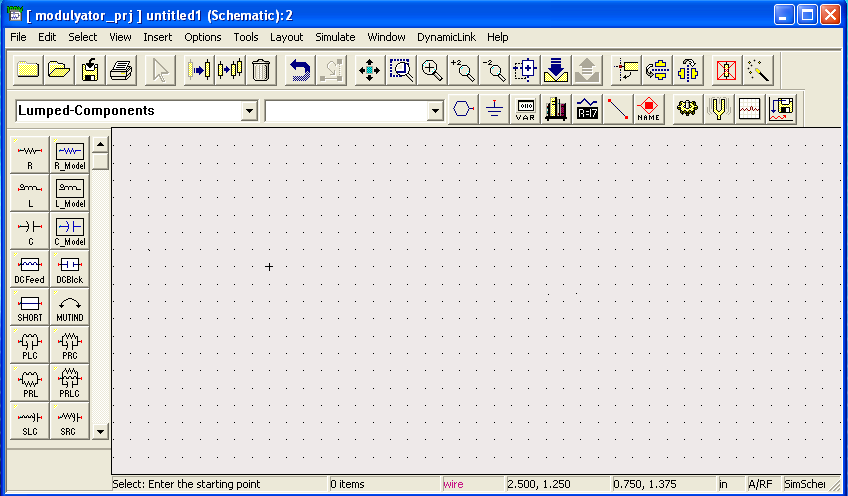 [ modulyator_prj ] untitled1 (Schematic):2
File Edit Select View Insert Options Tools Layout Simulate Window DynamicLink Help
Lumped-Components
VAR
R=17
NAME
R R_Model
L L_Model
C C_Model
DCFeed DCBlck
SHORT MUTIND
PLC PRC
PRL PRLC
SLC SRC
Select: Enter the starting point 0 items wire 2.500, 1.250 0.750, 1.375 in A/RF SimSchem